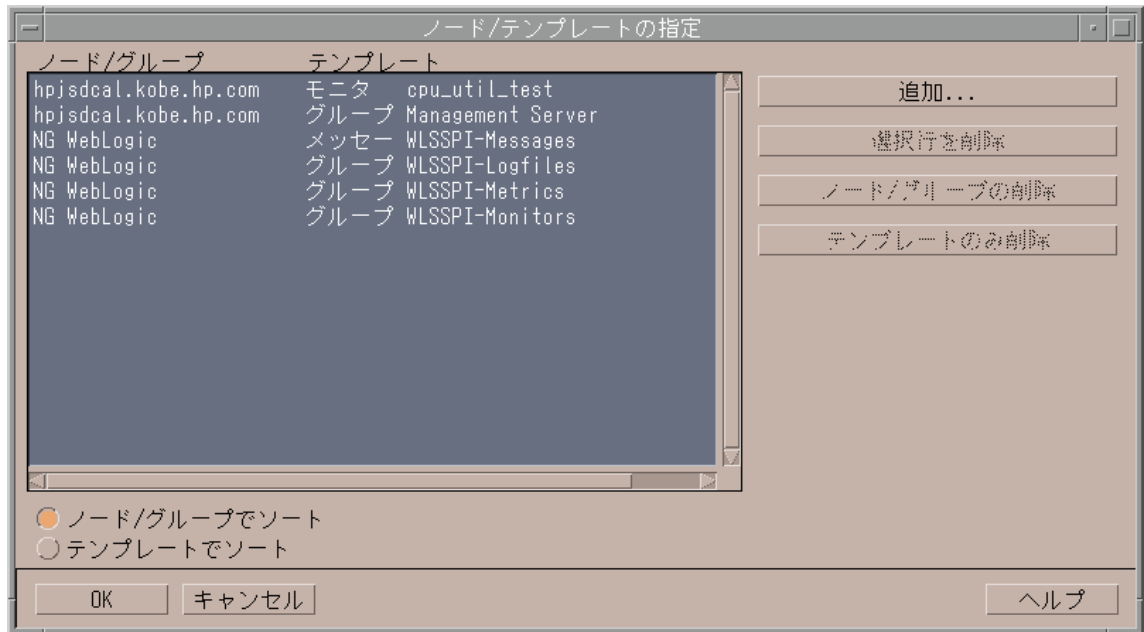 ノード/テンプレートの指定
ノード/グループ テンプレート
hpjsdcal.kobe.hp.com モニタ cpu_util_test
hpjsdcal.kobe.hp.com グループ Management Server
NG WebLogic メッセー WLSSPI-Messages
NG WebLogic グループ WLSSPI-Logfiles
NG WebLogic グループ WLSSPI-Metrics
NG WebLogic グループ WLSSPI-Monitors
追加...
選択行を削除
ノード/グループの削除
テンプレートのみ削除
ノード/グループでソート
テンプレートでソート
OK キャンセル ヘルプ